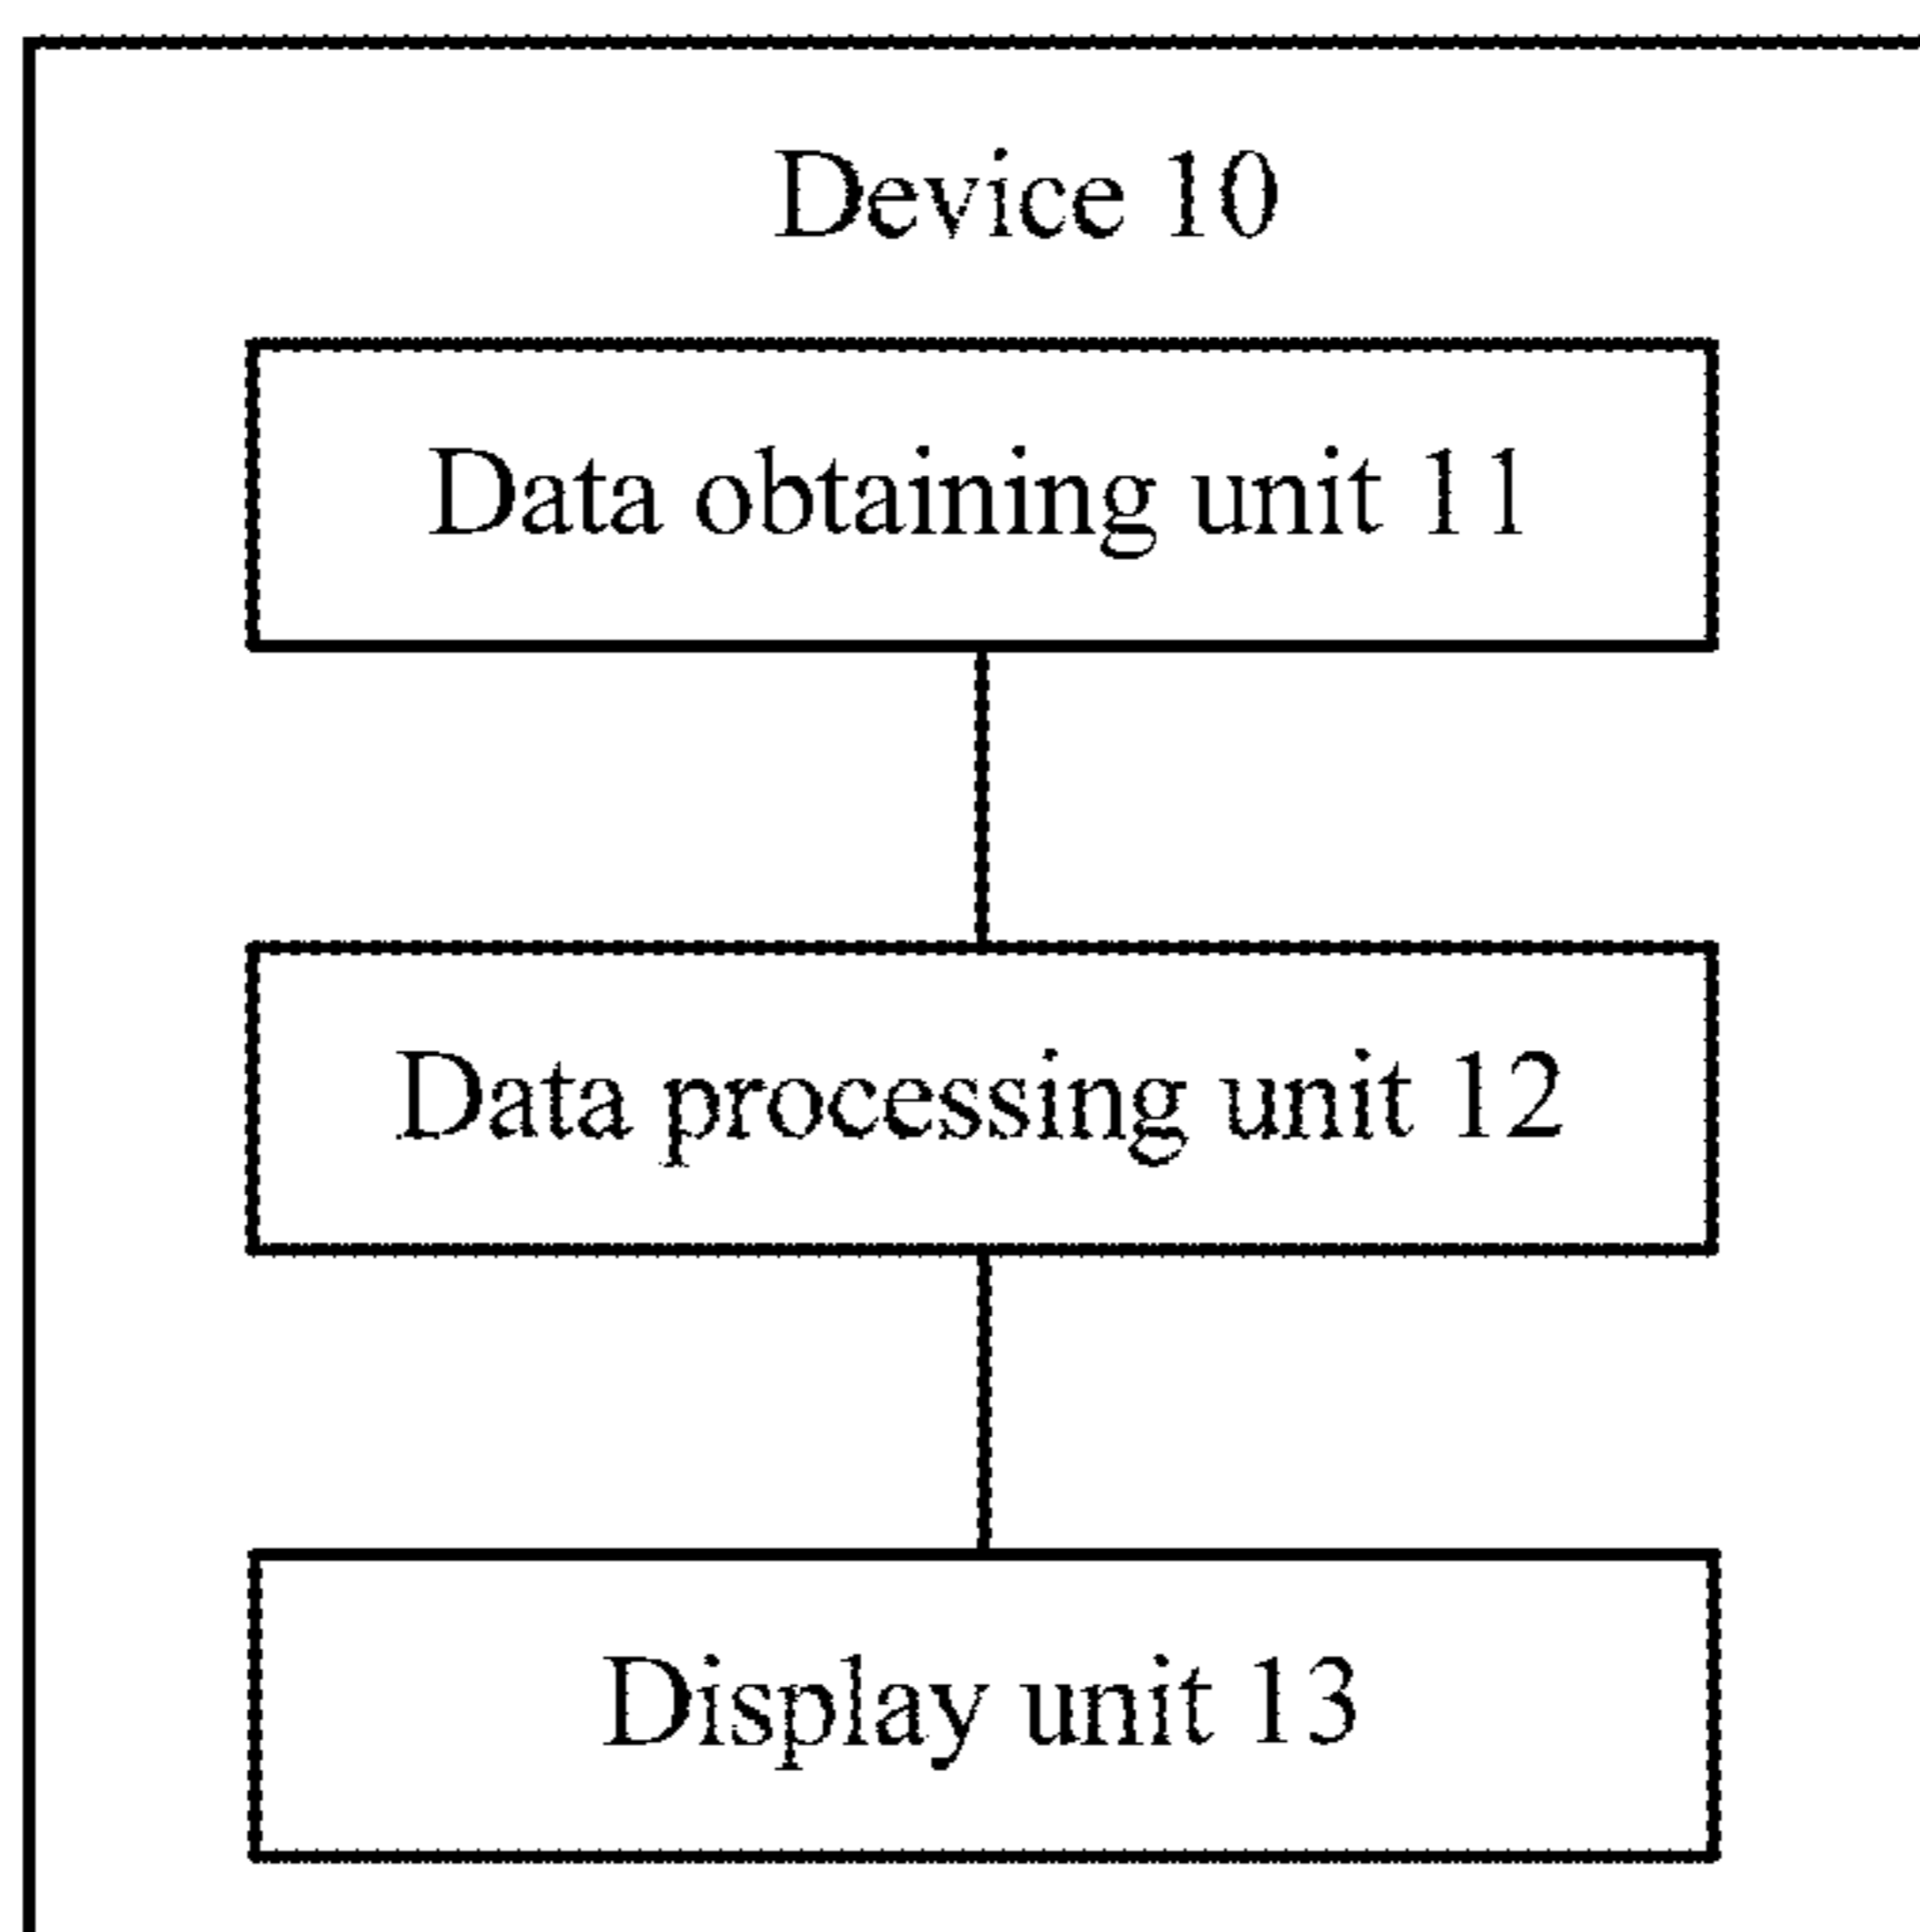 Device 10
Data obtaining unit 11
Data processing unit 12
Display unit 13